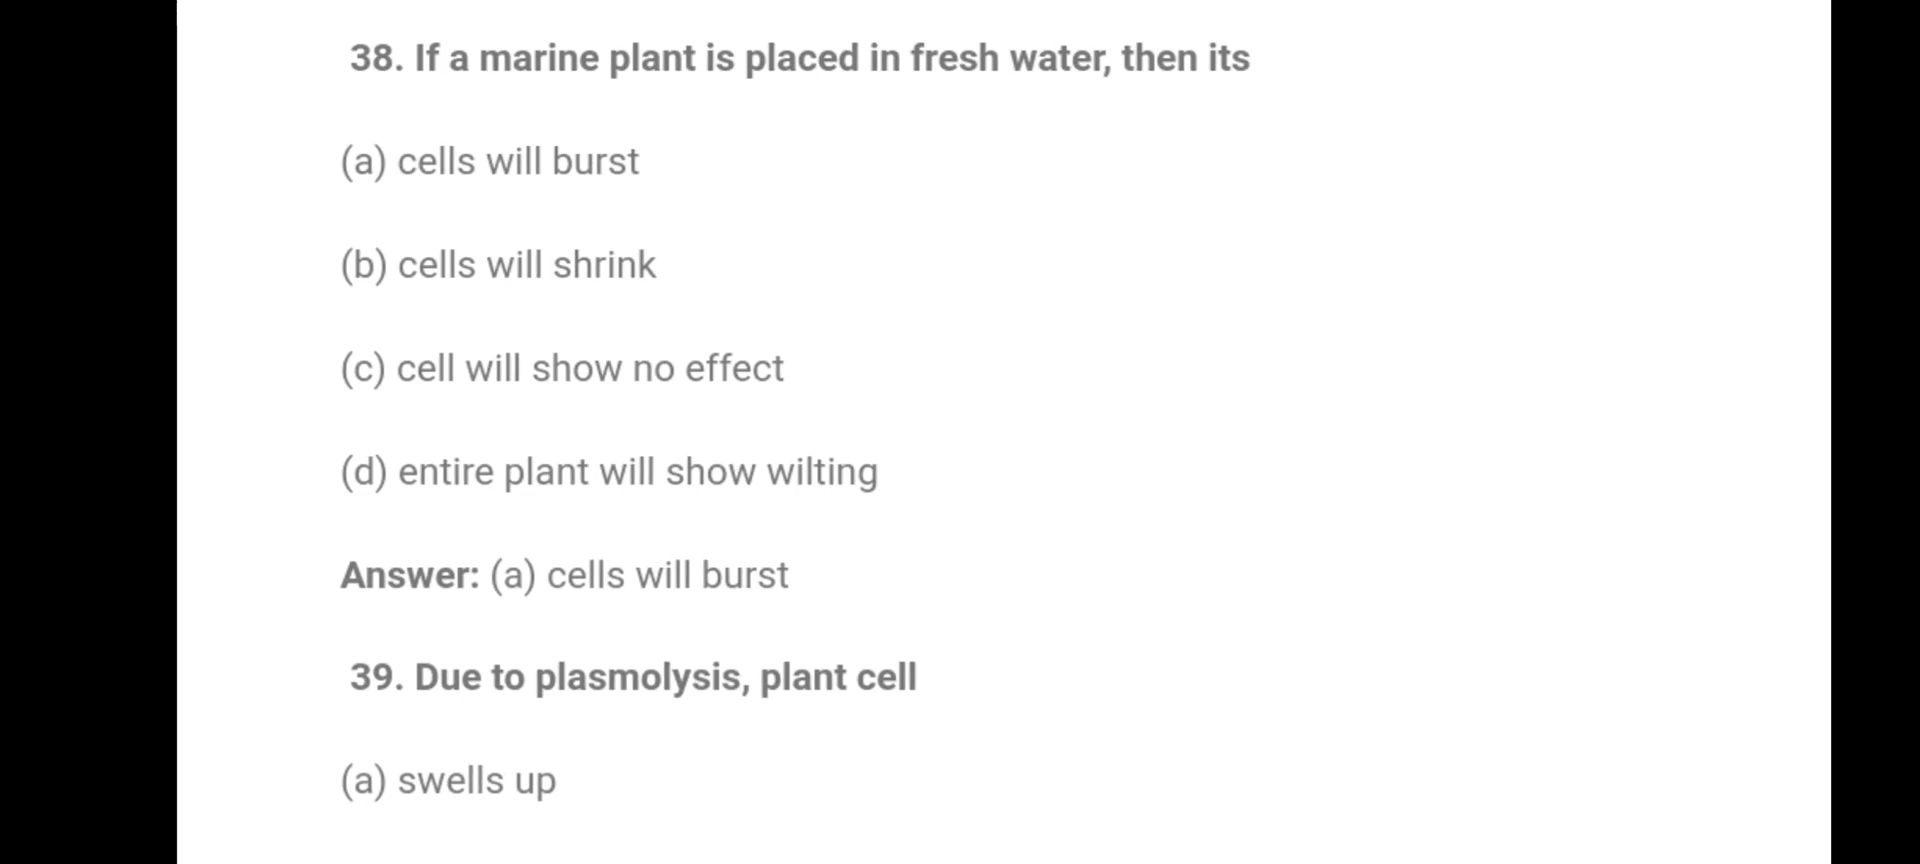 38. If a marine plant is placed in fresh water, then its
(a) cells will burst
(b) cells will shrink
(c) cell will show no effect
(d) entire plant will show wilting
Answer: (a) cells will burst
39. Due to plasmolysis, plant cell
(a) swells up